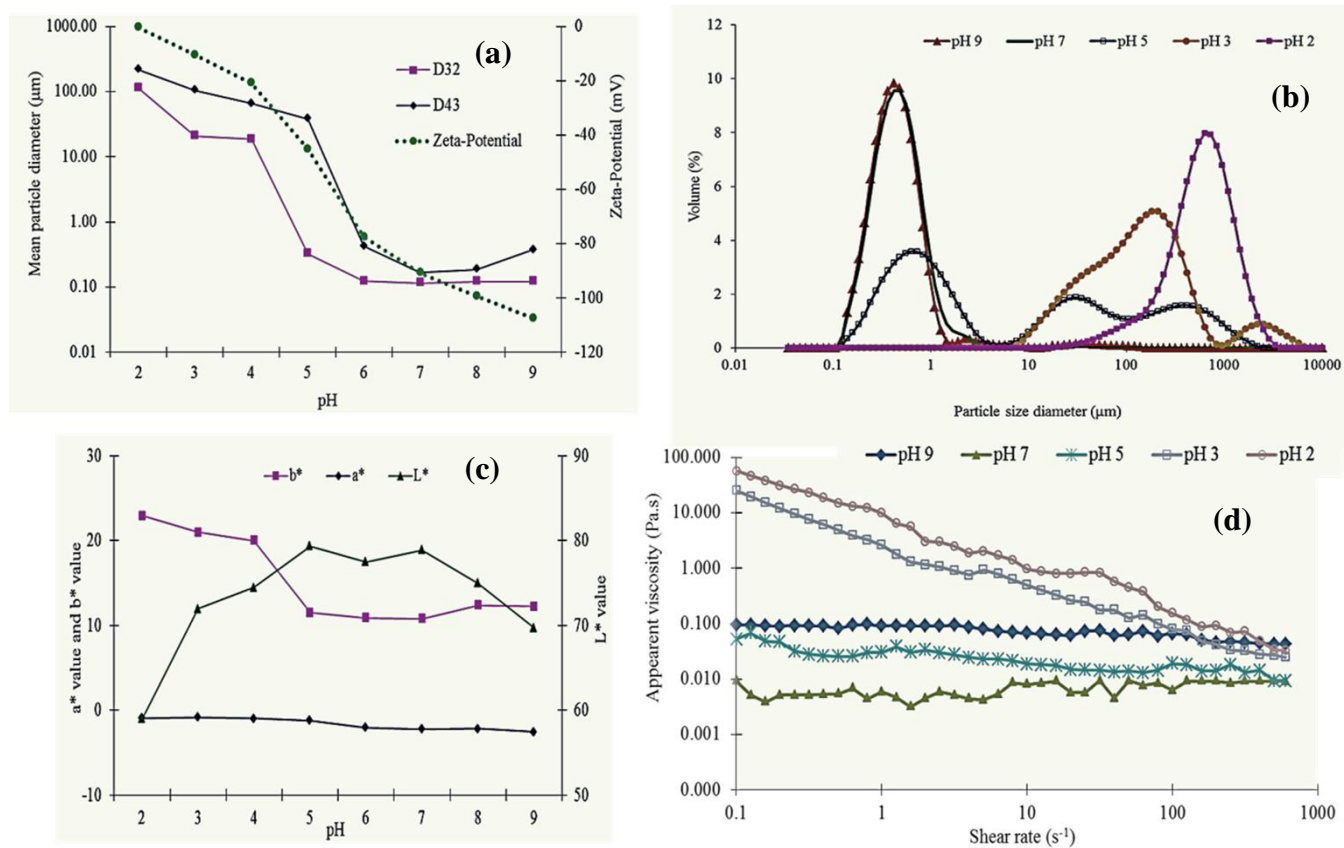 (a)
1000.00
100.00
10.00
1.00
0.10
0.01
Mean particle diameter (µm)
0
-20
-40
-60
-80
-100
-120
Zeta-Potential (mV)
D32
D43
Zeta-Potential
2 3 4 5 6 7 8 9
pH
(b)
pH 9 pH 7 pH 5 pH 3 pH 2
12
10
8
6
4
2
0
Volume (%)
0.01 0.1 1 10 100 1000 10000
Particle size diameter (µm)
(c)
b* a* L*
30
20
10
0
-10
a* value and b* value
90
80
70
60
50
L* value
2 3 4 5 6 7 8 9
pH
(d)
pH 9 pH 7 pH 5 pH 3 pH 2
100.000
10.000
1.000
0.100
0.010
0.001
0.000
Appearent viscosity (Pa.s)
0.1 1 10 100 1000
Shear rate (s⁻¹)